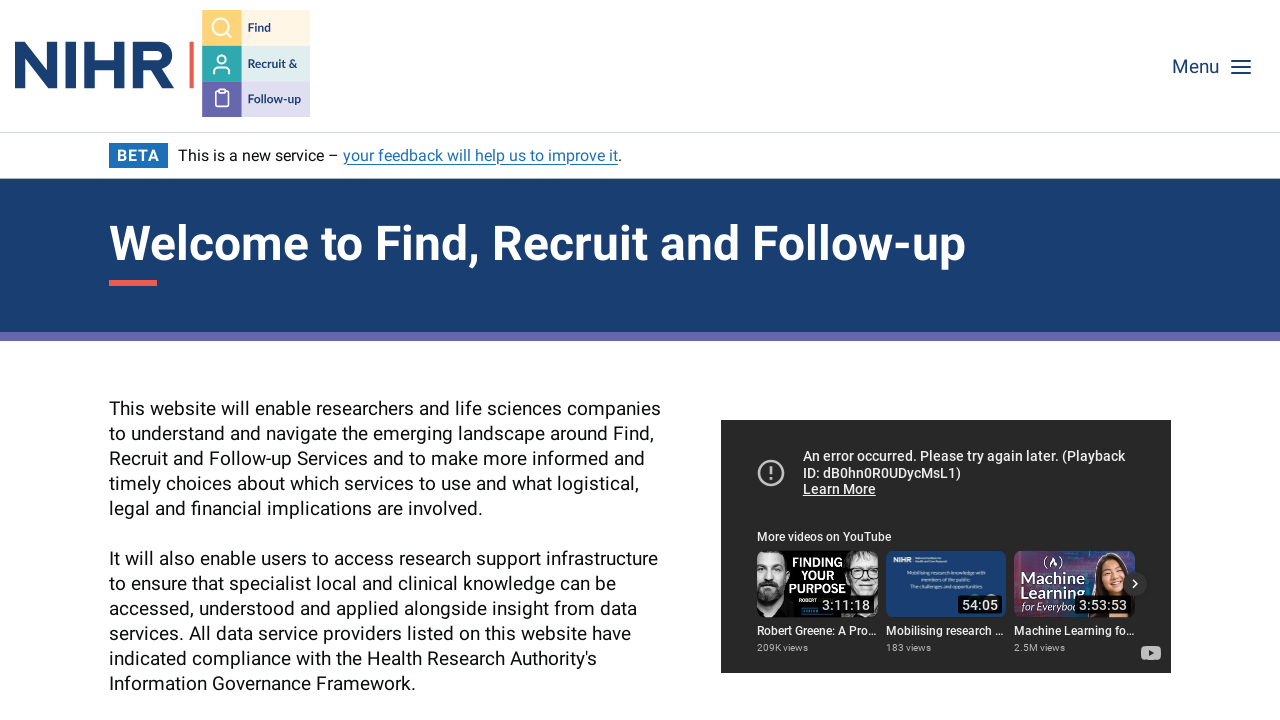 NIHR
Find
Recruit &
Follow-up
Menu
BETA This is a new service – your feedback will help us to improve it.
Welcome to Find, Recruit and Follow-up
This website will enable researchers and life sciences companies
to understand and navigate the emerging landscape around Find,
Recruit and Follow-up Services and to make more informed and
timely choices about which services to use and what logistical,
legal and financial implications are involved.
It will also enable users to access research support infrastructure
to ensure that specialist local and clinical knowledge can be
accessed, understood and applied alongside insight from data
services. All data service providers listed on this website have
indicated compliance with the Health Research Authority's
Information Governance Framework.
An error occurred. Please try again later. (Playback
ID: dB0hn0R0UDycMsL1)
Learn More
More videos on YouTube
FINDING
YOUR
PURPOSE
ROBERT
3:11:18
Robert Greene: A Pro...
209K views
NIHR
Mobilising research knowledge with
members of the public:
The challenges and opportunities
54:05
Mobilising research ...
183 views
Machine
Learning
for Everybody
3:53:53
Machine Learning fo...
2.5M views